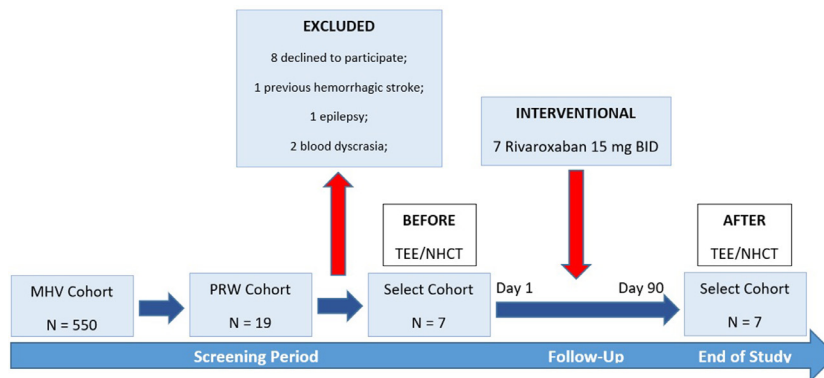 EXCLUDED
8 declined to participate;
1 previous hemorrhagic stroke;
1 epilepsy;
2 blood dyscrasia;
INTERVENTIONAL
7 Rivaroxaban 15 mg BID
BEFORE
TEE/NHCT
AFTER
TEE/NHCT
MHV Cohort
N = 550
PRW Cohort
N = 19
Select Cohort
N = 7
Day 1
Day 90
Select Cohort
N = 7
Screening Period
Follow-Up
End of Study